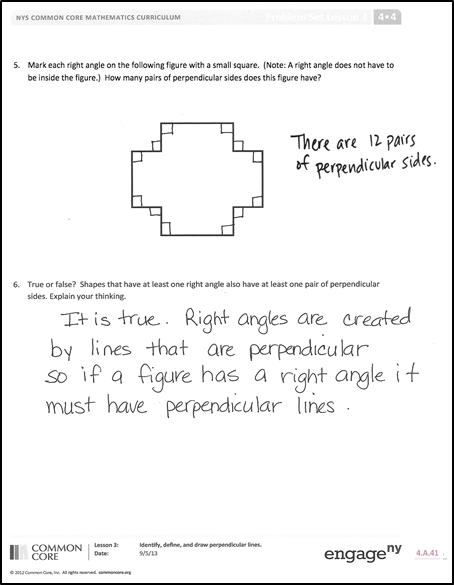 NYS COMMON CORE MATHEMATICS CURRICULUM
Problem Set Lesson 3 4•4
5. Mark each right angle on the following figure with a small square. (Note: A right angle does not have to
be inside the figure.) How many pairs of perpendicular sides does this figure have?
There are 12 pairs
of perpendicular sides.
6. True or false? Shapes that have at least one right angle also have at least one pair of perpendicular
sides. Explain your thinking.
It is true. Right angles are created
by lines that are perpendicular
so if a figure has a right angle it
must have perpendicular lines.
COMMON
CORE
Lesson 3: Identify, define, and draw perpendicular lines.
Date: 9/5/13
engageny
4.A.41
© 2012 Common Core, Inc. All rights reserved. commoncore.org